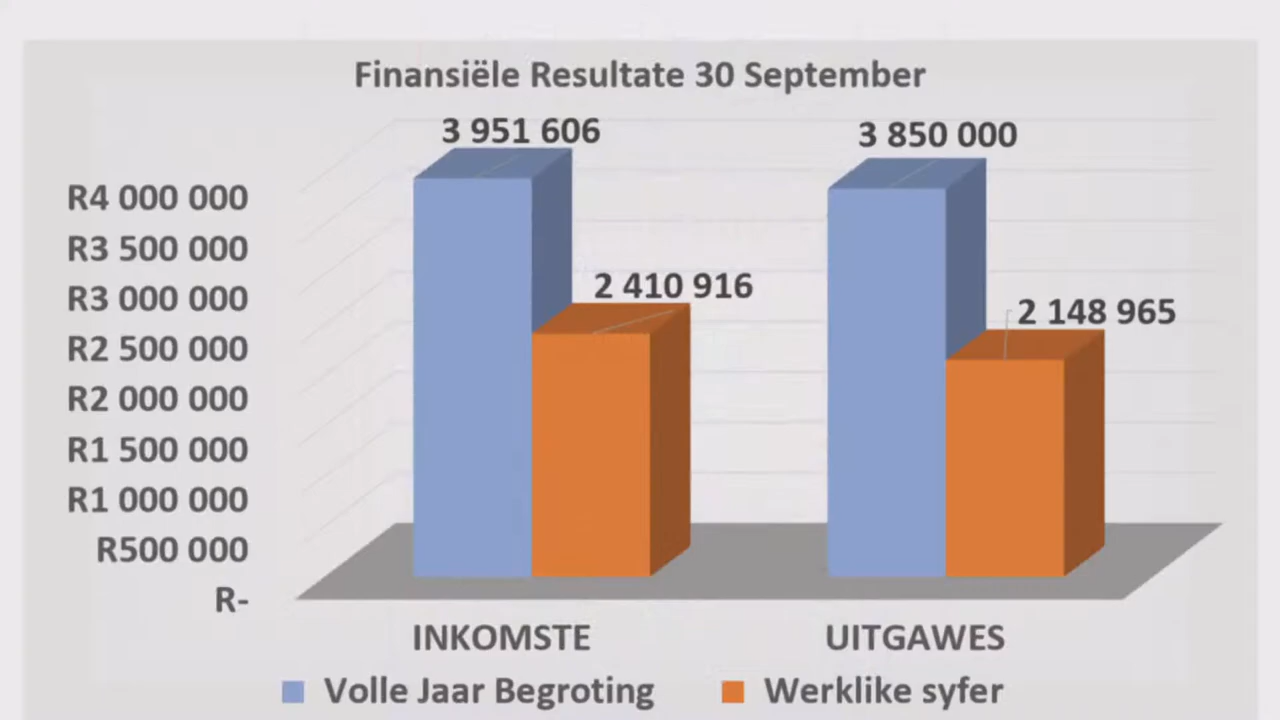 Finansiële Resultate 30 September
3 951 606
3 850 000
R4 000 000
R3 500 000
2 410 916
R3 000 000
2 148 965
R2 500 000
R2 000 000
R1 500 000
R1 000 000
R500 000
R-
INKOMSTE UITGAWES
Volle Jaar Begroting Werklike syfer